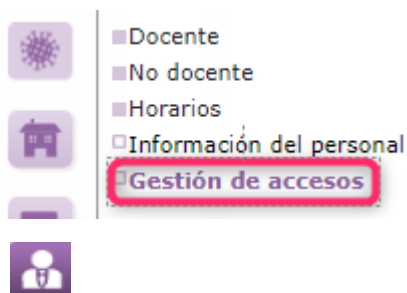 Docente
No docente
Horarios
Información del personal
Gestión de accesos